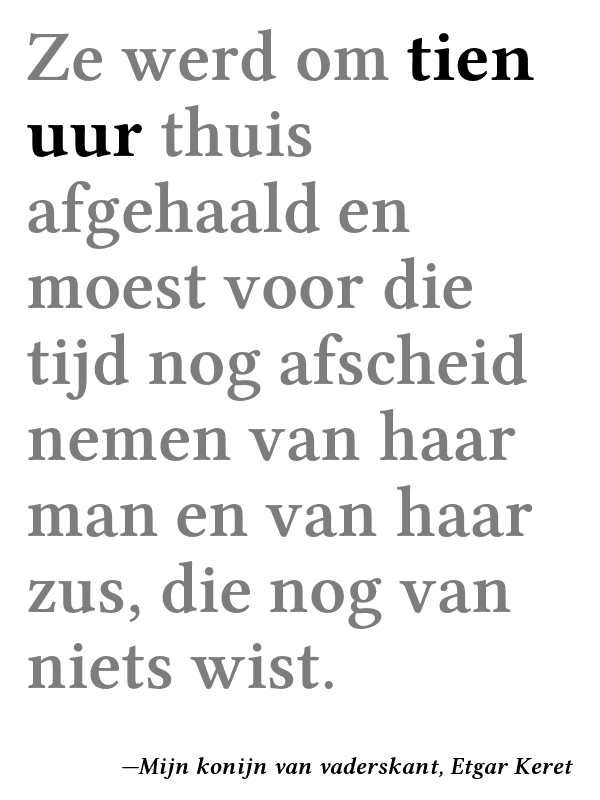 Ze werd om tien
uur thuis
afgehaald en
moest voor die
tijd nog afscheid
nemen van haar
man en van haar
zus, die nog van
niets wist.
—Mijn konijn van vaderskant, Etgar Keret